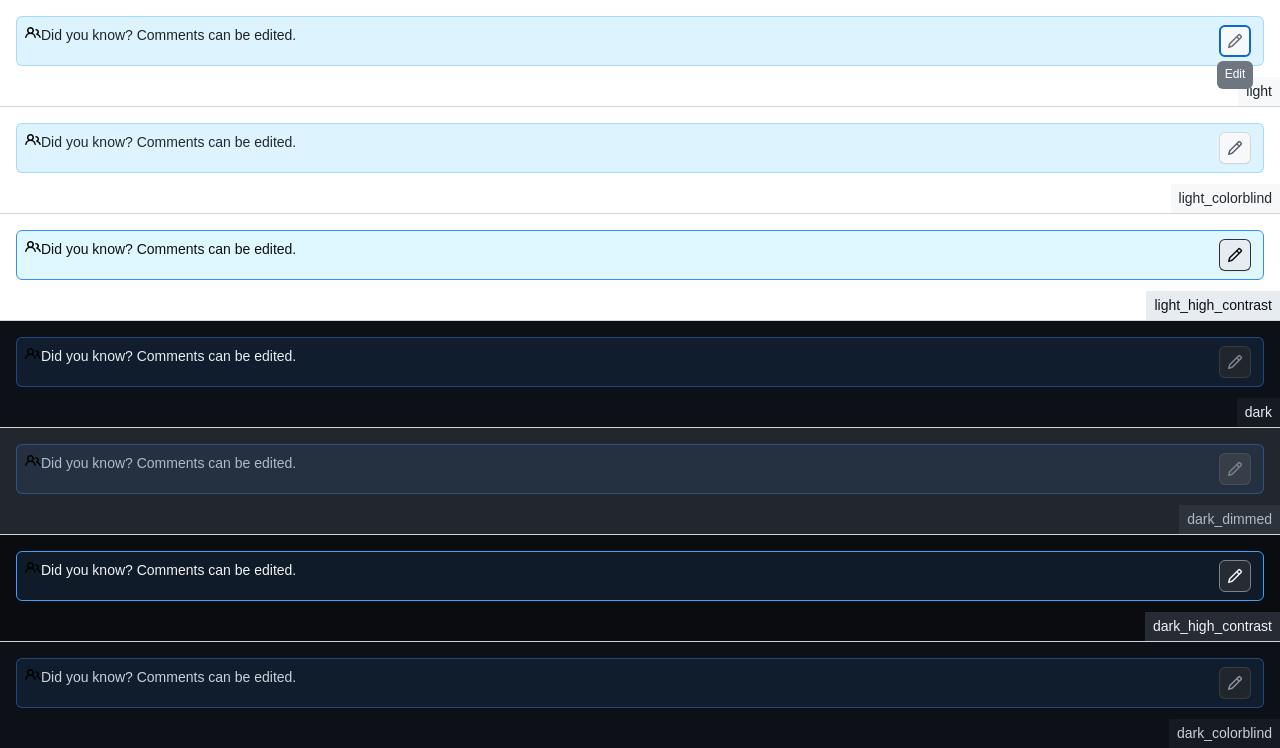 Did you know? Comments can be edited.
Edit
light
Did you know? Comments can be edited.
light_colorblind
Did you know? Comments can be edited.
light_high_contrast
Did you know? Comments can be edited.
dark
Did you know? Comments can be edited.
dark_dimmed
Did you know? Comments can be edited.
dark_high_contrast
Did you know? Comments can be edited.
dark_colorblind